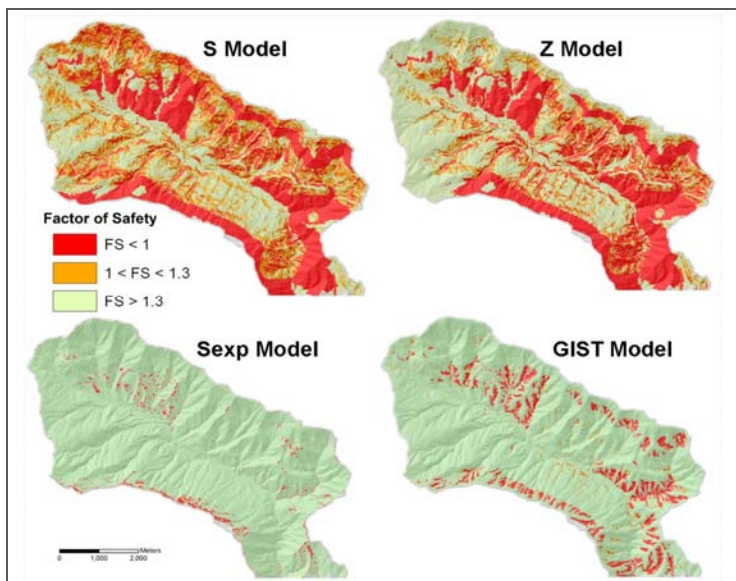 S Model
Z Model
Factor of Safety
FS < 1
1 < FS < 1.3
FS > 1.3
Sexp Model
GIST Model
Meters
0 1,000 2,000